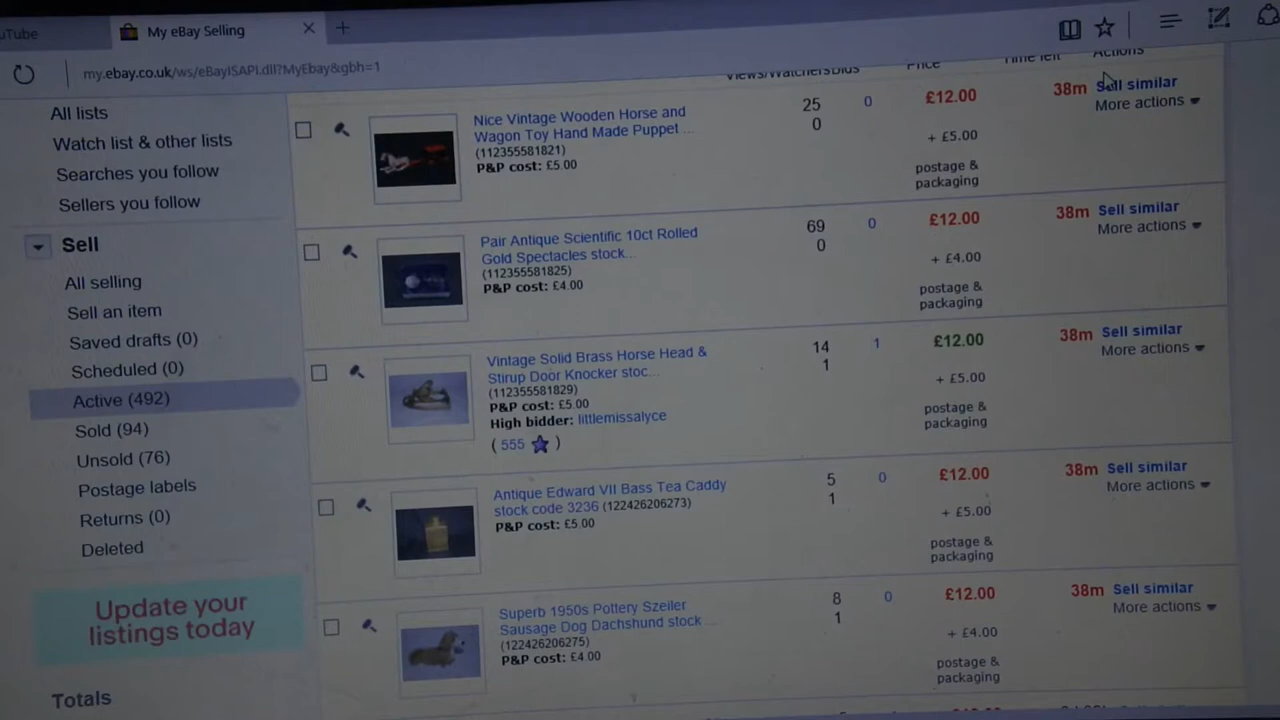 uTube
My eBay Selling
my.ebay.co.uk/ws/eBayISAPI.dll?MyEbay&gbh=1
Views/Watchers Bids Price Time left Actions
All lists
Watch list & other lists
Searches you follow
Sellers you follow
Sell
All selling
Sell an item
Saved drafts (0)
Scheduled (0)
Active (492)
Sold (94)
Unsold (76)
Postage labels
Returns (0)
Deleted
Update your
listings today
Totals
Nice Vintage Wooden Horse and
Wagon Toy Hand Made Puppet ...
(112355581821)
P&P cost: £5.00
25 0 £12.00 38m Sell similar
0 More actions
+ £5.00
postage &
packaging
Pair Antique Scientific 10ct Rolled
Gold Spectacles stock...
(112355581825)
P&P cost: £4.00
69 0 £12.00 38m Sell similar
0 More actions
+ £4.00
postage &
packaging
Vintage Solid Brass Horse Head &
Stirup Door Knocker stoc...
(112355581829)
P&P cost: £5.00
High bidder: littlemissalyce
( 555 )
14 1 £12.00 38m Sell similar
1 More actions
+ £5.00
postage &
packaging
Antique Edward VII Bass Tea Caddy
stock code 3236 (122426206273)
P&P cost: £5.00
5 0 £12.00 38m Sell similar
1 More actions
+ £5.00
postage &
packaging
Superb 1950s Pottery Szeiler
Sausage Dog Dachshund stock ...
(122426206275)
P&P cost: £4.00
8 0 £12.00 38m Sell similar
1 More actions
+ £4.00
postage &
packaging